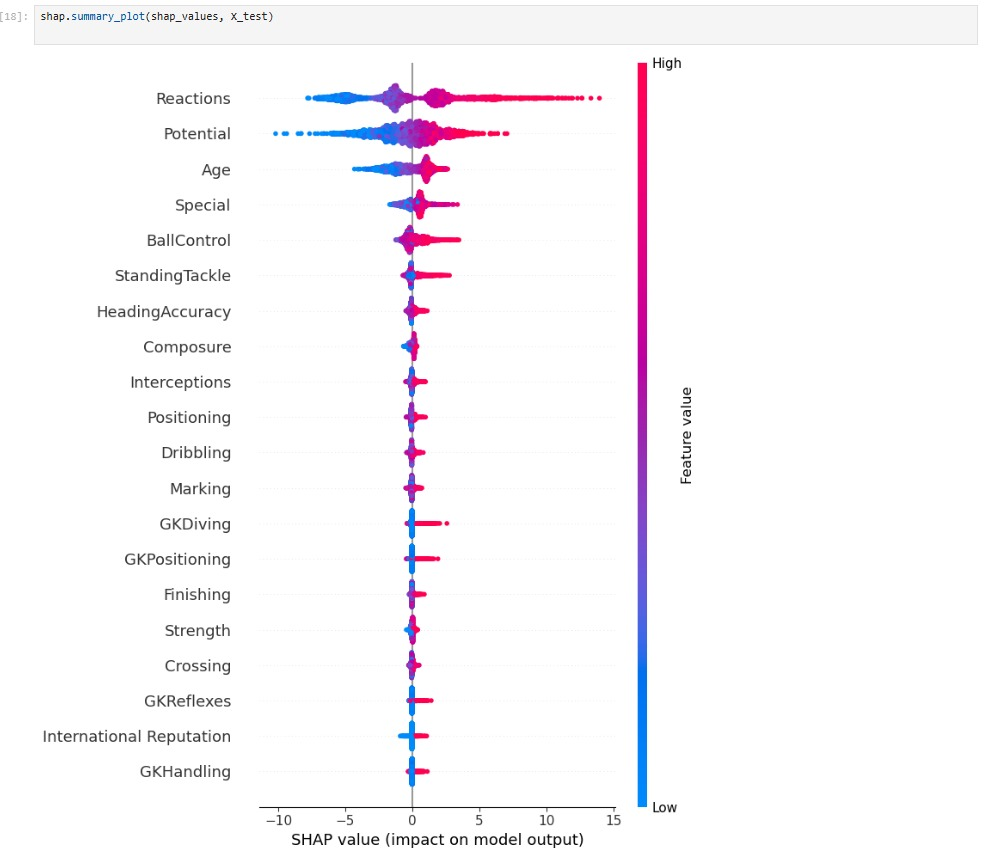 [18]: shap.summary_plot(shap_values, X_test)
High
Reactions
Potential
Age
Special
BallControl
StandingTackle
HeadingAccuracy
Composure
Interceptions
Positioning
Dribbling
Marking
GKDiving
GKPositioning
Finishing
Strength
Crossing
GKReflexes
International Reputation
GKHandling
Feature value
Low
−10 −5 0 5 10 15
SHAP value (impact on model output)